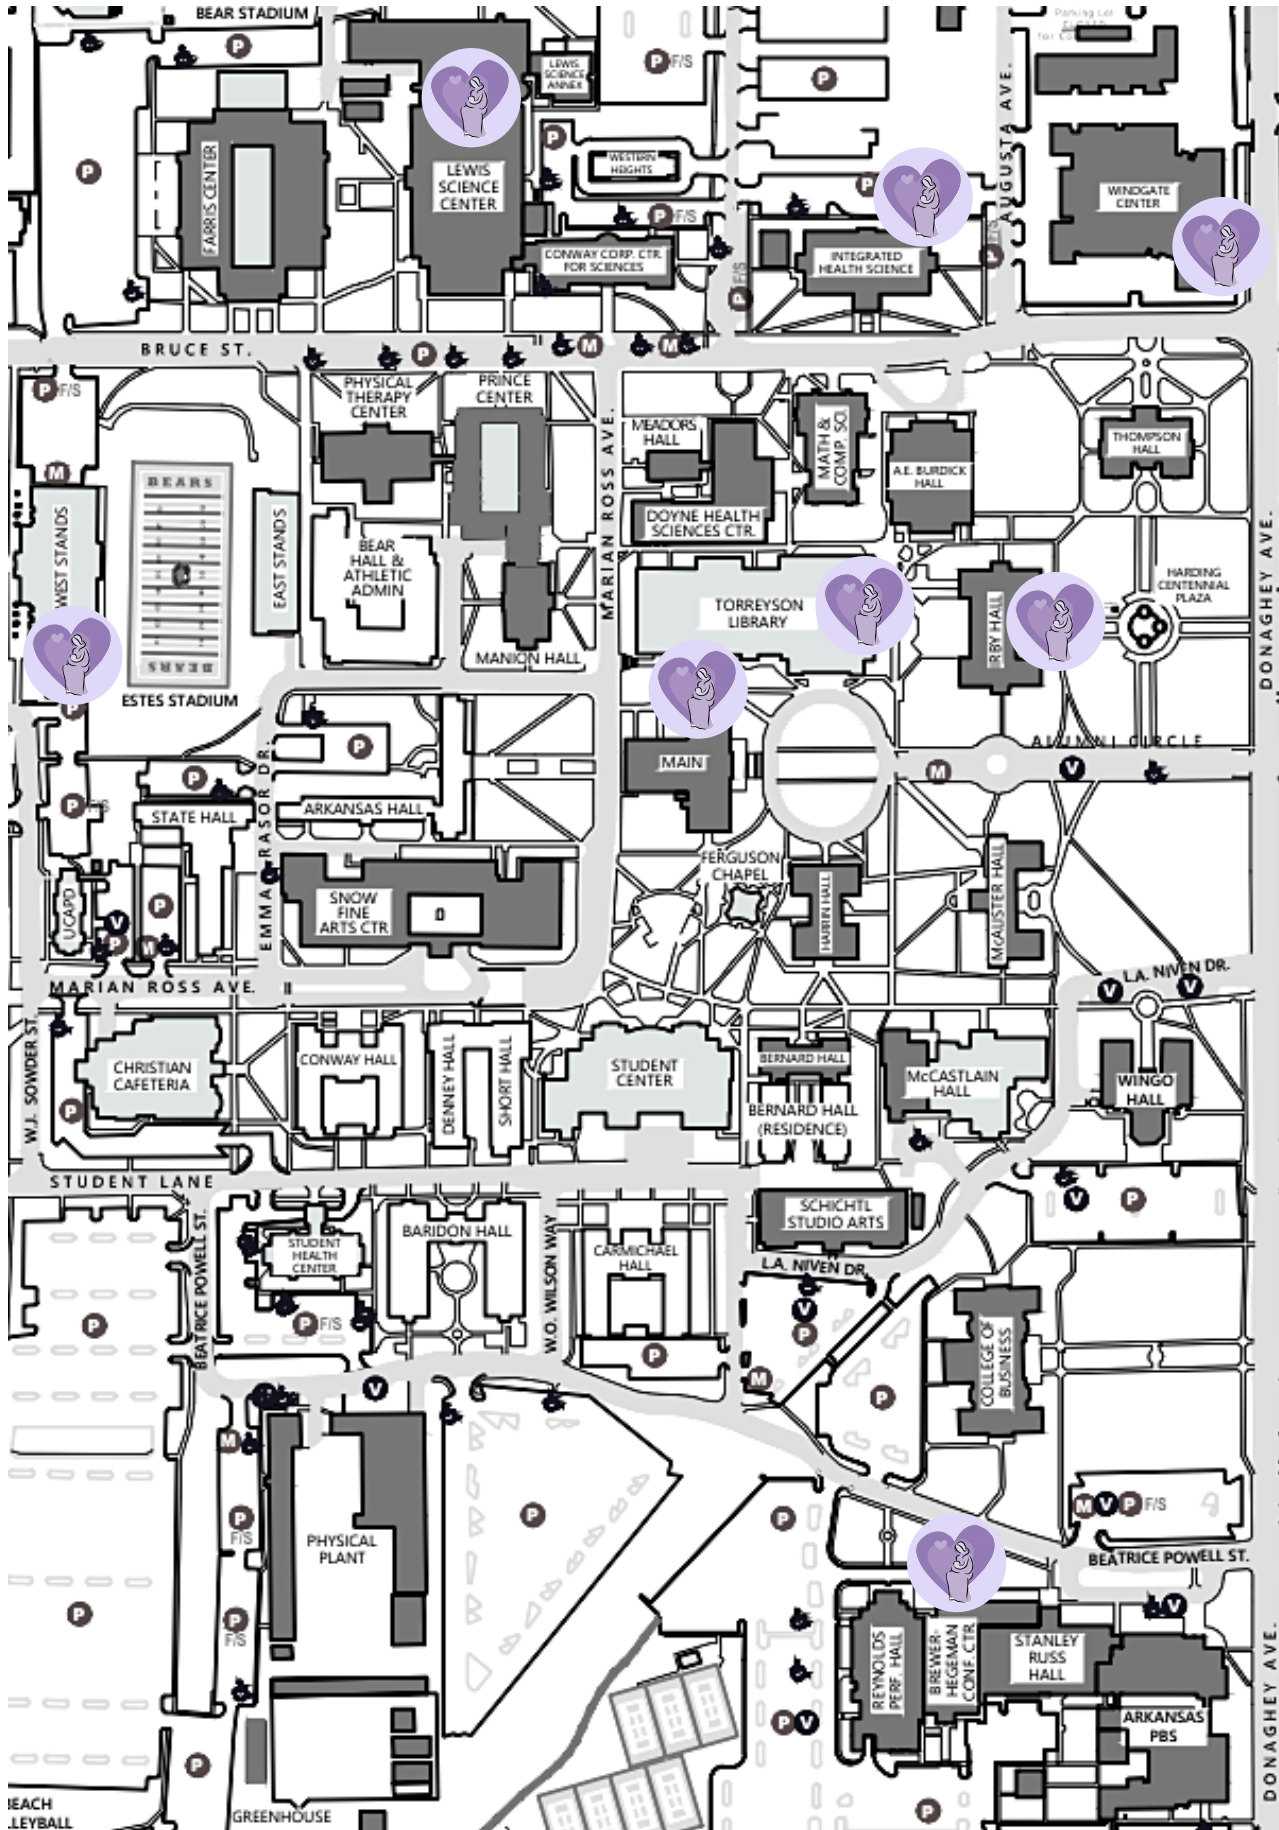 BEAR STADIUM
Parking Lot
P
P
F/S
P
LEWIS
SCIENCE
ANNEX
AUGUSTA AVE.
P
P
WESTERN
HEIGHTS
P
F/S
P
F/S
FARRIS CENTER
LEWIS
SCIENCE
CENTER
CONWAY CORP. CTR.
FOR SCIENCES
INTEGRATED
HEALTH SCIENCE
WINDGATE
CENTER
P
F/S
BRUCE ST.
P
M
M
P
F/S
PHYSICAL
THERAPY
CENTER
PRINCE
CENTER
MARIAN ROSS AVE.
MEADORS
HALL
MATH &
COMP. SCI.
A.E. BURDICK
HALL
THOMPSON
HALL
M
BEARS
DOYNE HEALTH
SCIENCES CTR.
WEST STANDS
EAST STANDS
BEAR
HALL &
ATHLETIC
ADMIN
TORREYSON
LIBRARY
IRBY HALL
HARDING
CENTENNIAL
PLAZA
DONAGHEY AVE.
BEARS
MANION HALL
ESTES STADIUM
P
P
MAIN
ALUMNI CIRCLE
M
V
EMMA RASOR DR.
P
P
F/S
STATE HALL
ARKANSAS HALL
FERGUSON
CHAPEL
HARRIN HALL
McALISTER HALL
UCAPD
V
P
P
M
SNOW
FINE
ARTS CTR
D
L.A. NIVEN DR.
V
V
MARIAN ROSS AVE.
W.J. SOWDER ST.
CHRISTIAN
CAFETERIA
CONWAY HALL
DENNEY HALL
SHORT HALL
STUDENT
CENTER
BERNARD HALL
BERNARD HALL
(RESIDENCE)
McCASTLAIN
HALL
WINGO
HALL
P
STUDENT LANE
V
P
BEATRICE POWELL ST.
STUDENT
HEALTH
CENTER
BARIDON HALL
W.O. WILSON WAY
CARMICHAEL
HALL
SCHICHTL
STUDIO ARTS
L.A. NIVEN DR.
P
P
F/S
V
P
COLLEGE OF
BUSINESS
P
V
M
P
M
P
F/S
P
P
M
V
P
F/S
PHYSICAL
PLANT
BEATRICE POWELL ST.
P
P
F/S
V
REYNOLDS
PERF. HALL
BREWER-
HEGEMAN
CONF. CTR.
STANLEY
RUSS
HALL
P
V
ARKANSAS
PBS
DONAGHEY AVE.
P
BEACH
LLEYBALL
GREENHOUSE
P